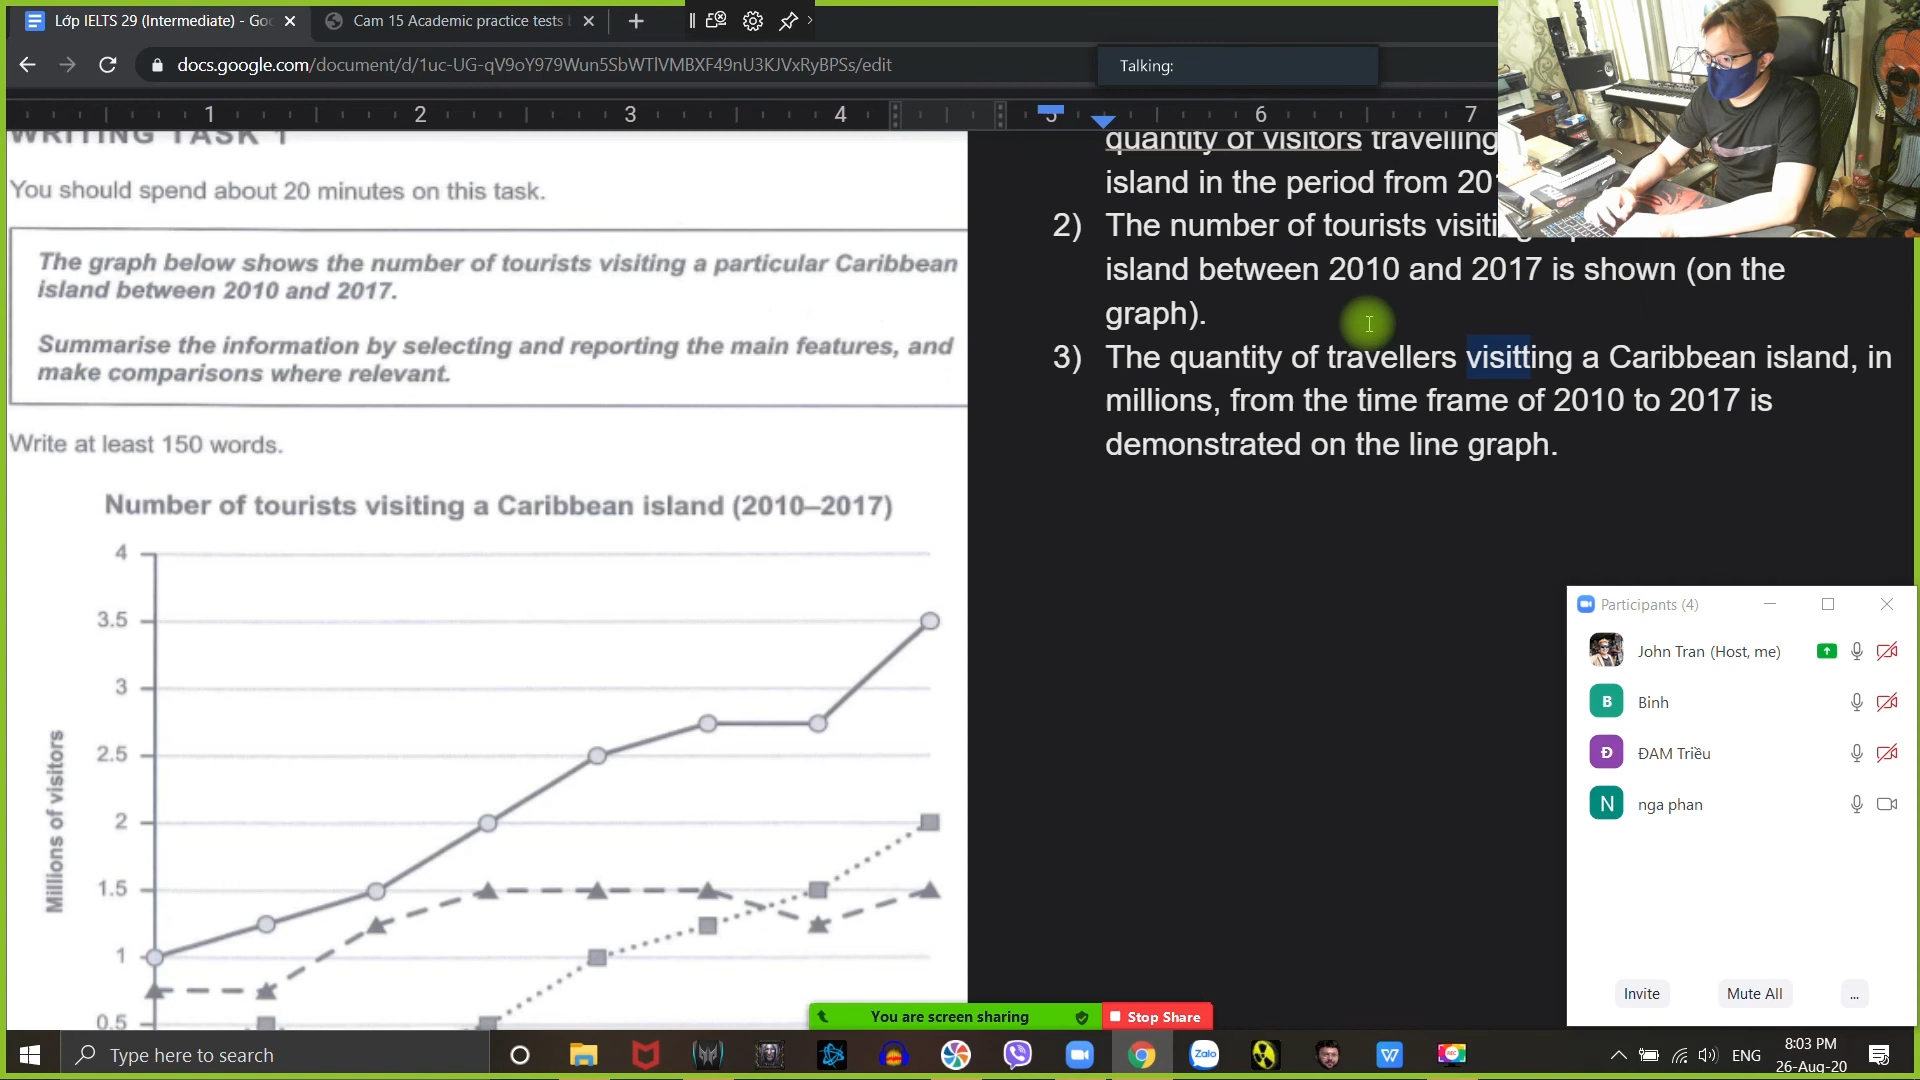 Lớp IELTS 29 (Intermediate) - Goo
Cam 15 Academic practice tests
docs.google.com/document/d/1uc-UG-qV9oY979Wun5SbWTlVMBXF49nU3KJVxRyBPSs/edit
Talking:
1 2 3 4 5 6 7
WRITING TASK 1
You should spend about 20 minutes on this task.
The graph below shows the number of tourists visiting a particular Caribbean
island between 2010 and 2017.
Summarise the information by selecting and reporting the main features, and
make comparisons where relevant.
Write at least 150 words.
Number of tourists visiting a Caribbean island (2010–2017)
4
3.5
3
2.5
2
1.5
1
0.5
Millions of visitors
quantity of visitors travelling
island in the period from
2) The number of tourists
island between 2010 and 2017 is shown (on the
graph).
3) The quantity of travellers visitting a Caribbean island, in
millions, from the time frame of 2010 to 2017 is
demonstrated on the line graph.
Participants (4)
John Tran (Host, me)
B Binh
Đ ĐAM Triều
N nga phan
Invite Mute All ...
You are screen sharing Stop Share
Type here to search
Zalo
ENG
8:03 PM
26-Aug-20